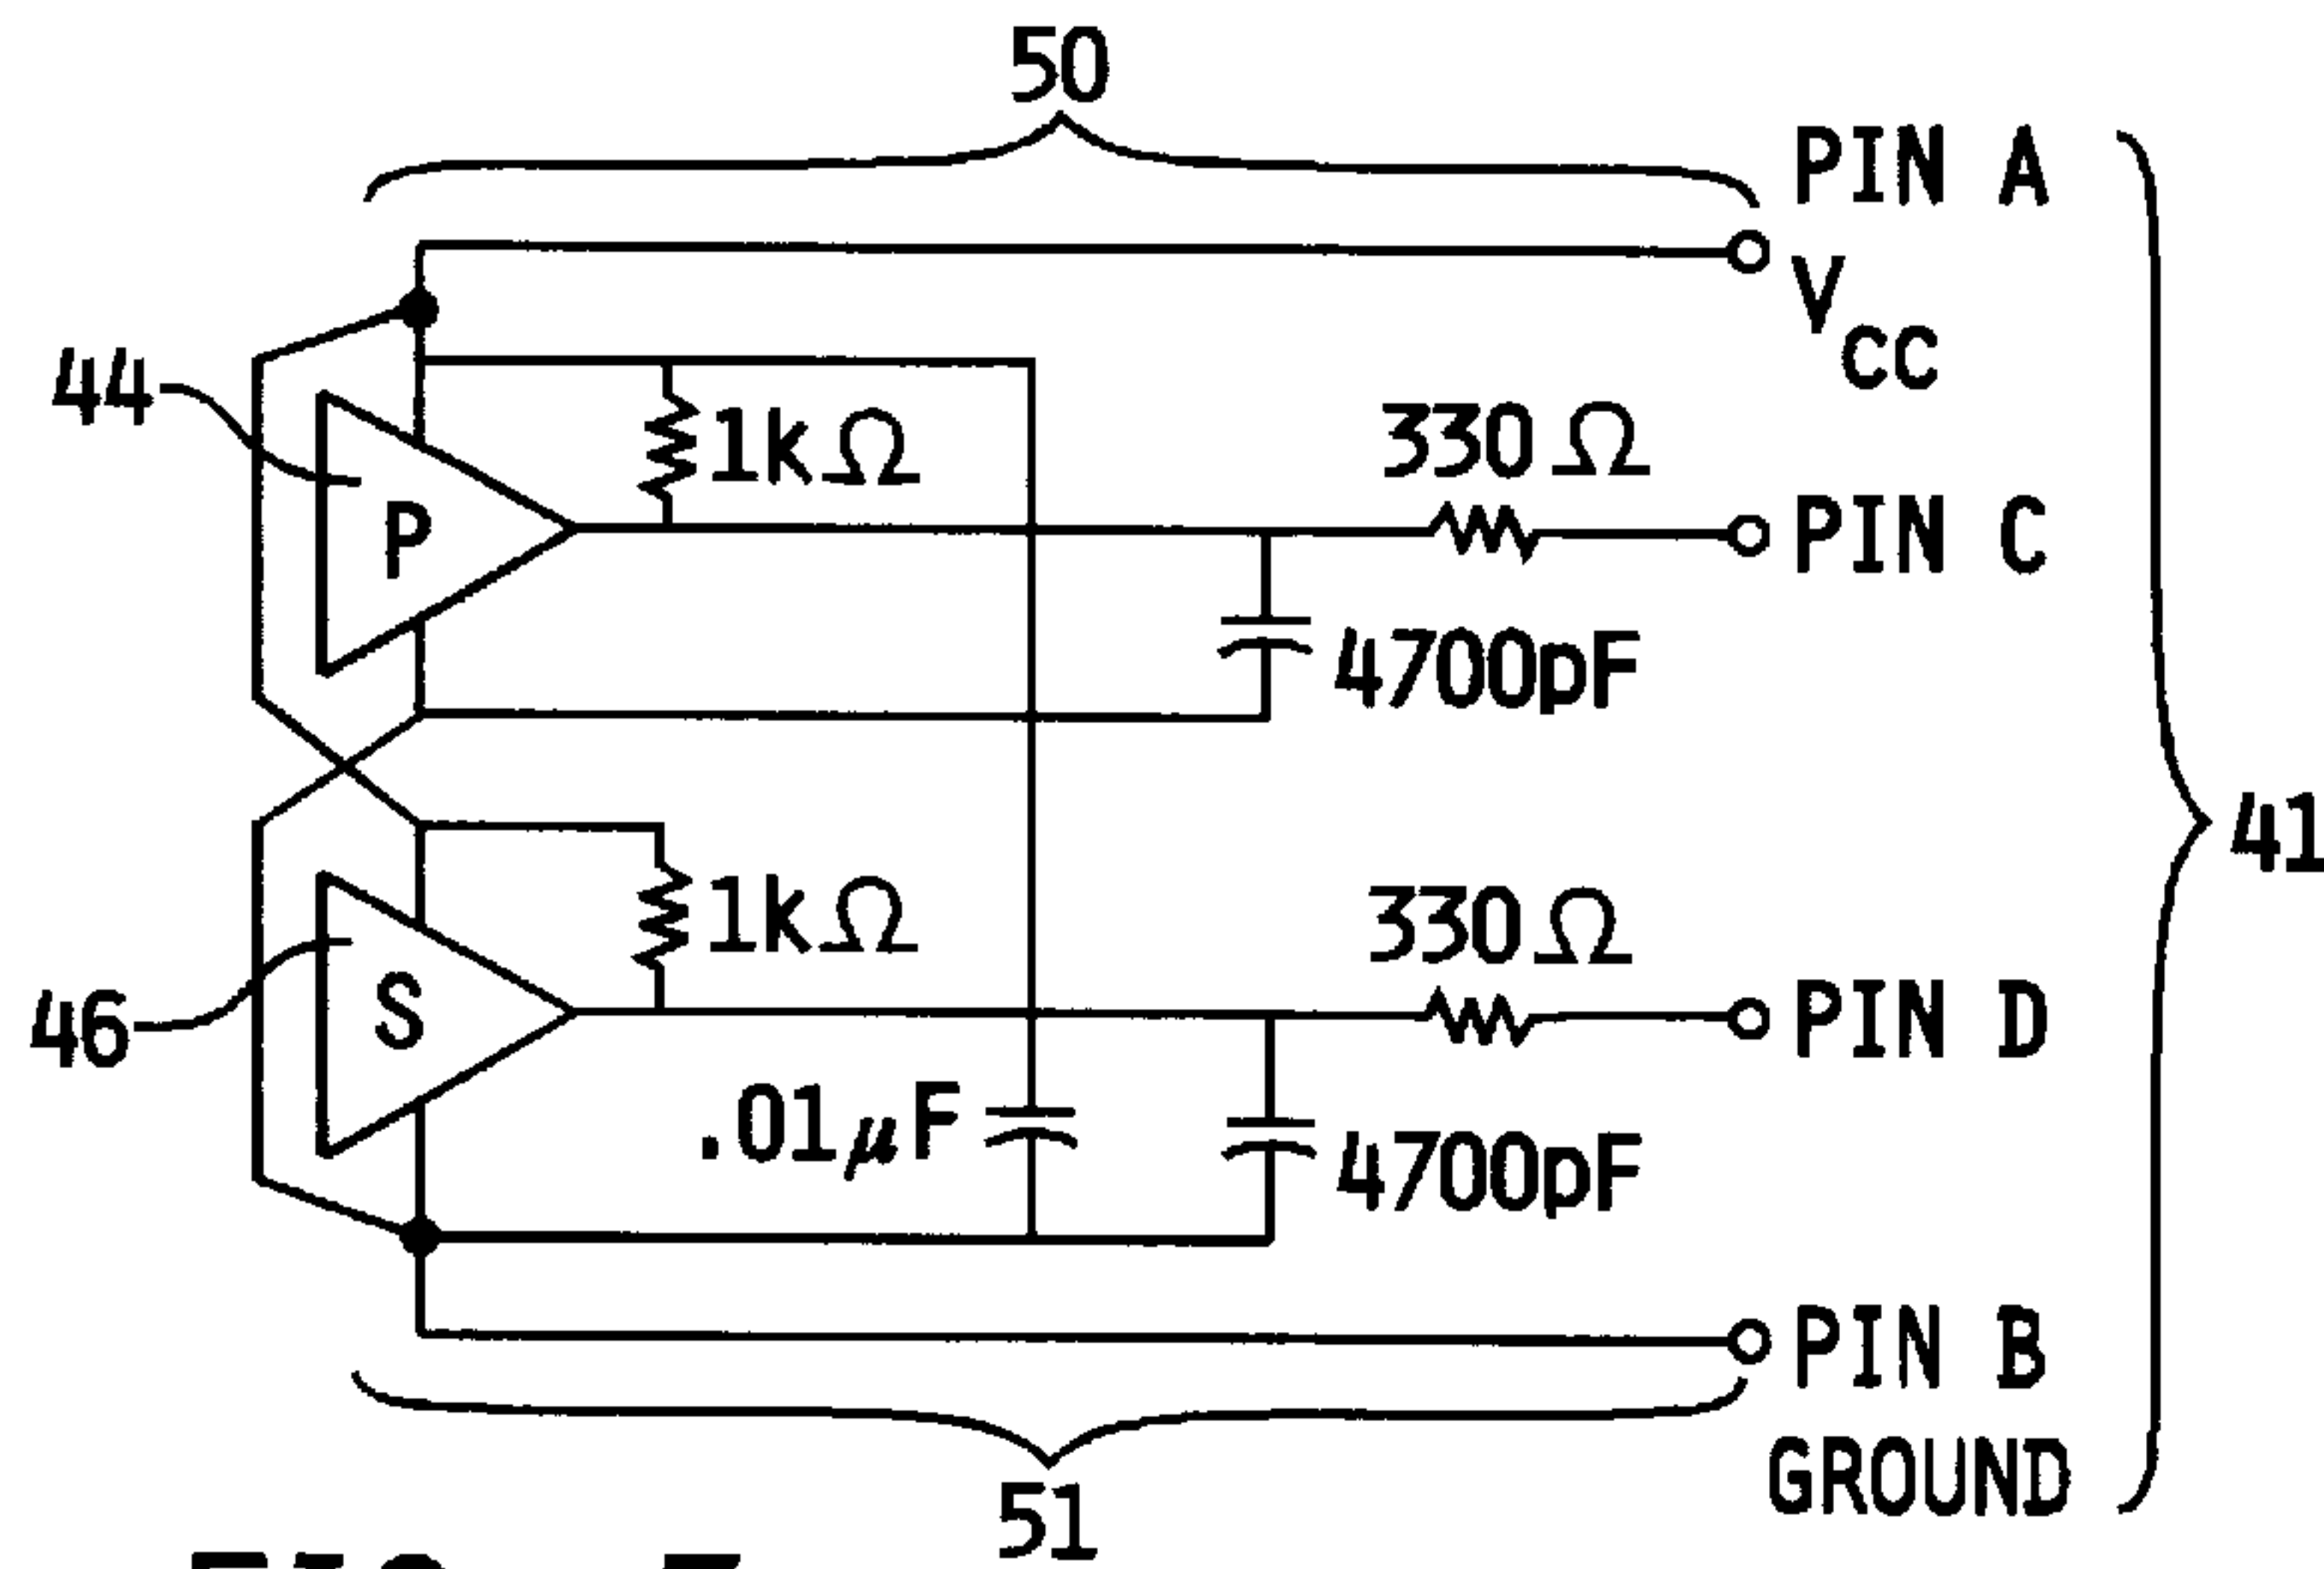 50
PIN A
VCC
44
1kΩ
330Ω
P
PIN C
4700pF
41
1kΩ
330Ω
46
S
PIN D
.01μF
4700pF
PIN B
GROUND
51